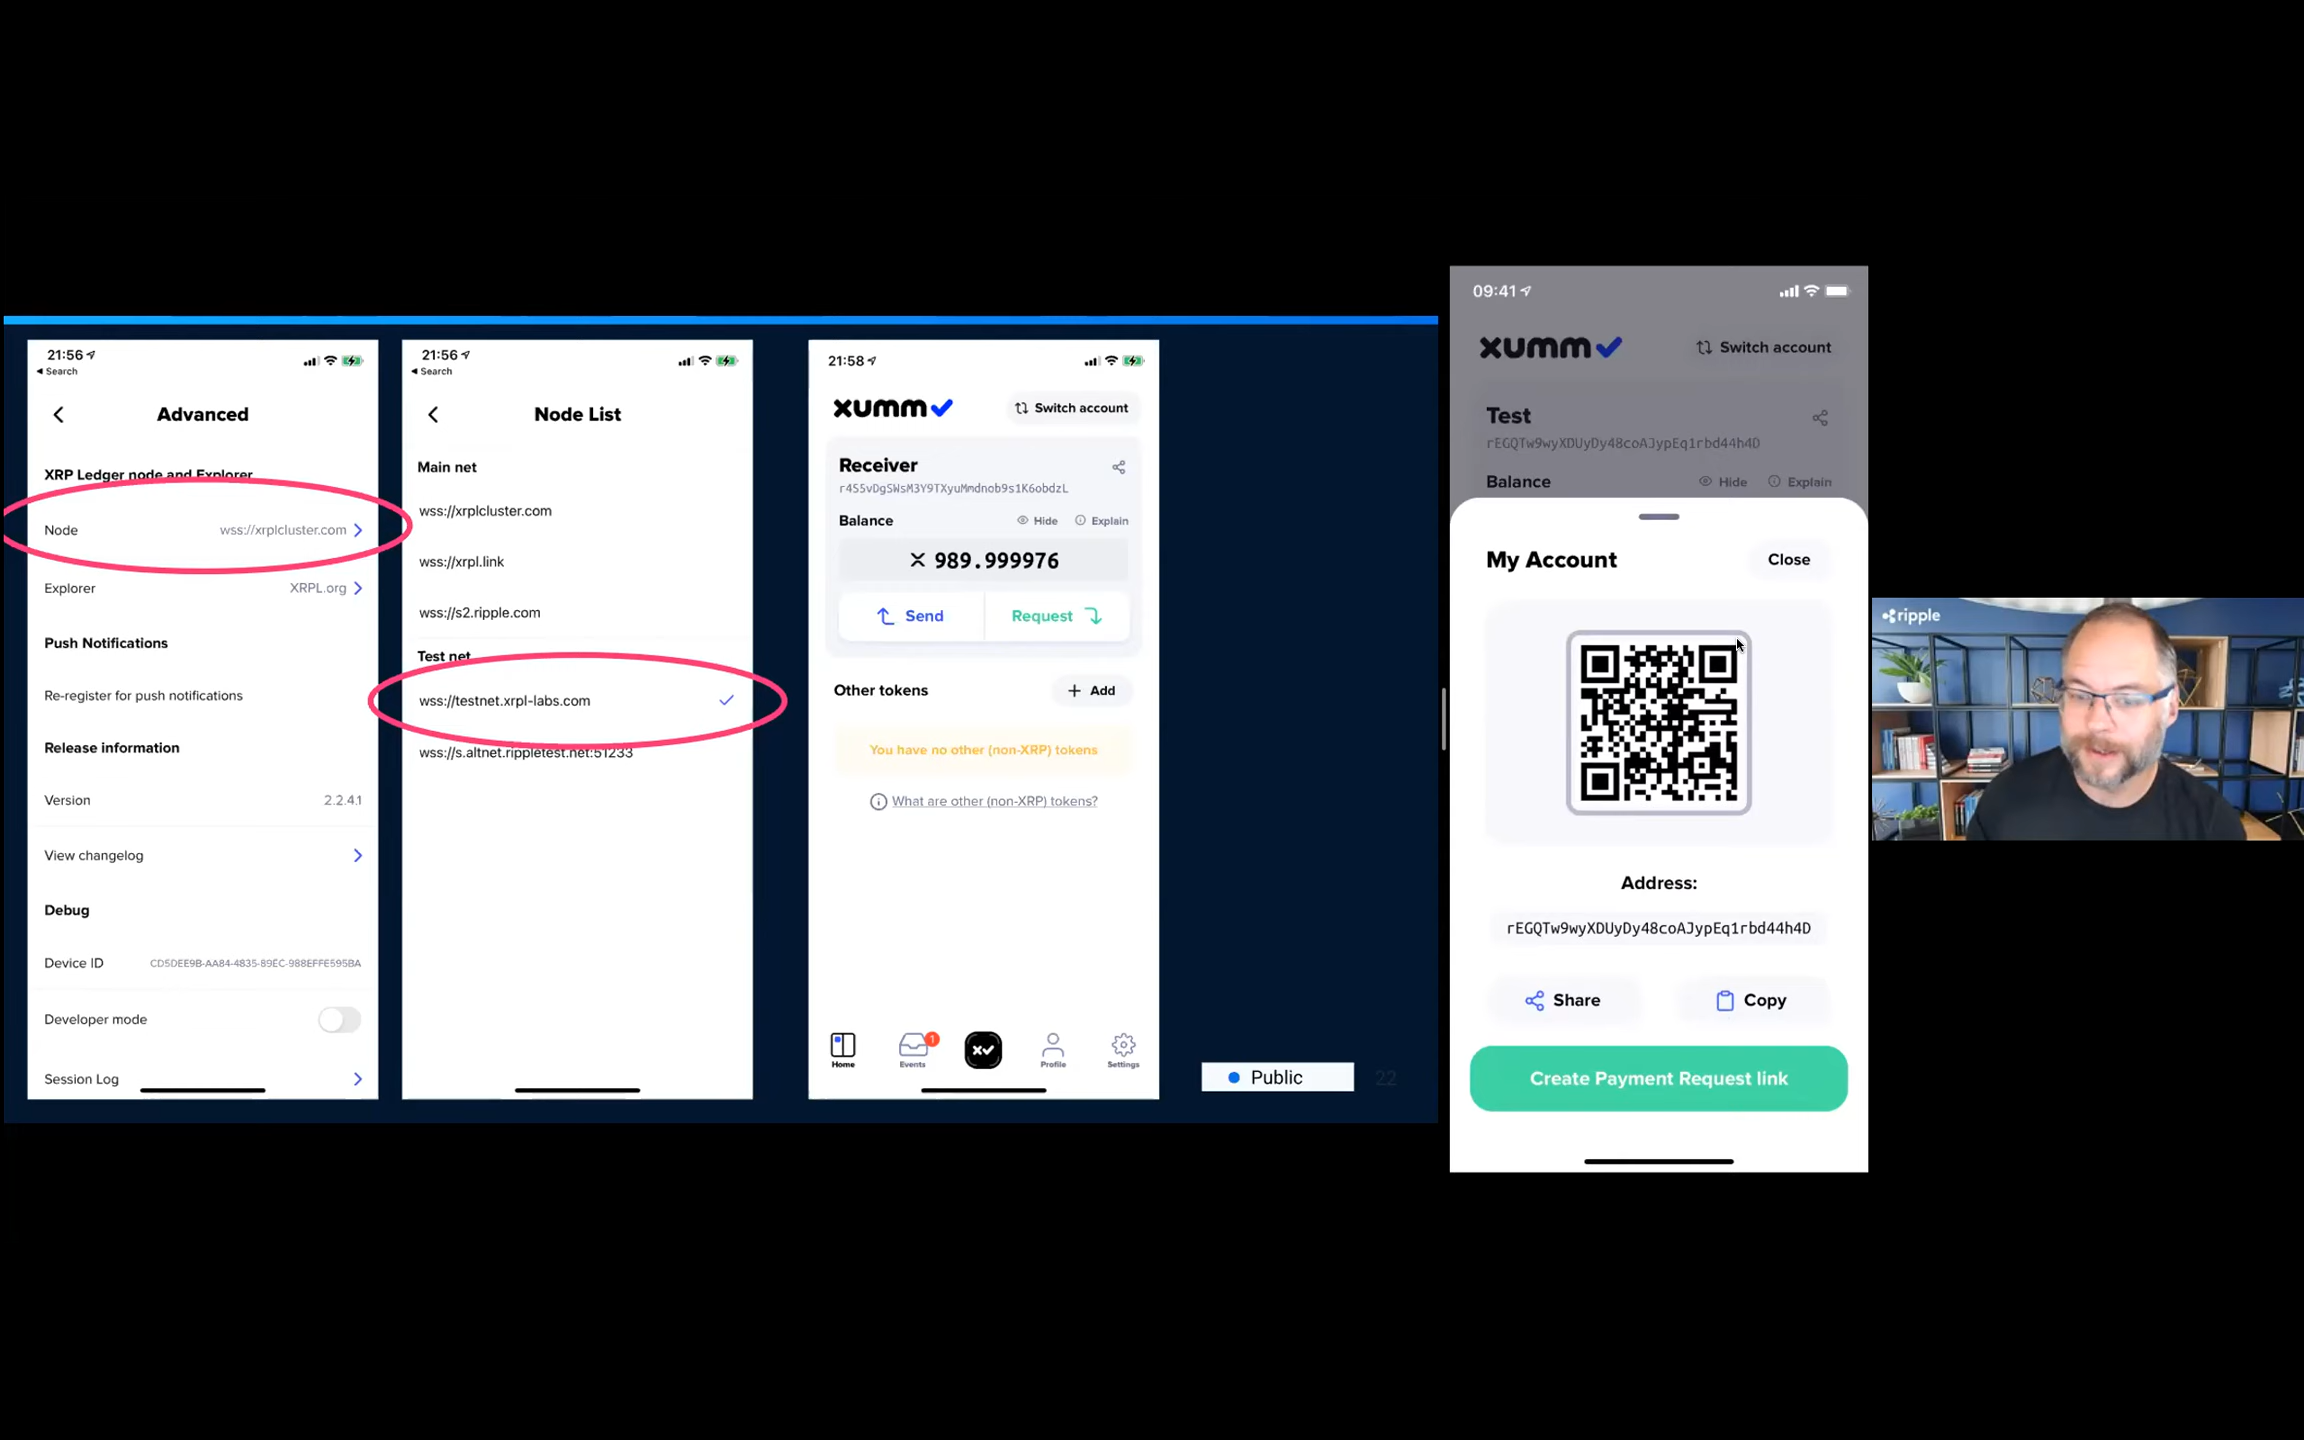 21:56
Search
Advanced
XRP Ledger node and Explorer
Node wss://xrplcluster.com
Explorer XRPL.org
Push Notifications
Re-register for push notifications
Release information
Version 2.2.4.1
View changelog
Debug
Device ID CD5DEE9B-AA84-4835-89EC-988EFFE595BA
Developer mode
Session Log
21:56
Search
Node List
Main net
wss://xrplcluster.com
wss://xrpl.link
wss://s2.ripple.com
Test net
wss://testnet.xrpl-labs.com
wss://s.altnet.rippletest.net:51233
21:58
xumm Switch account
Receiver
r455vDgSWsM3Y9TXyuMmdnob9s1K6obdzL
Balance Hide Explain
X 989.999976
Send Request
Other tokens + Add
You have no other (non-XRP) tokens
What are other (non-XRP) tokens?
1
Home Events Profile Settings
Public 22
09:41
xumm Switch account
Test
rEGQTw9wyXDUyDy48coAJypEq1rbd44h4D
Balance Hide Explain
My Account Close
Address:
rEGQTw9wyXDUyDy48coAJypEq1rbd44h4D
Share Copy
Create Payment Request link
ripple